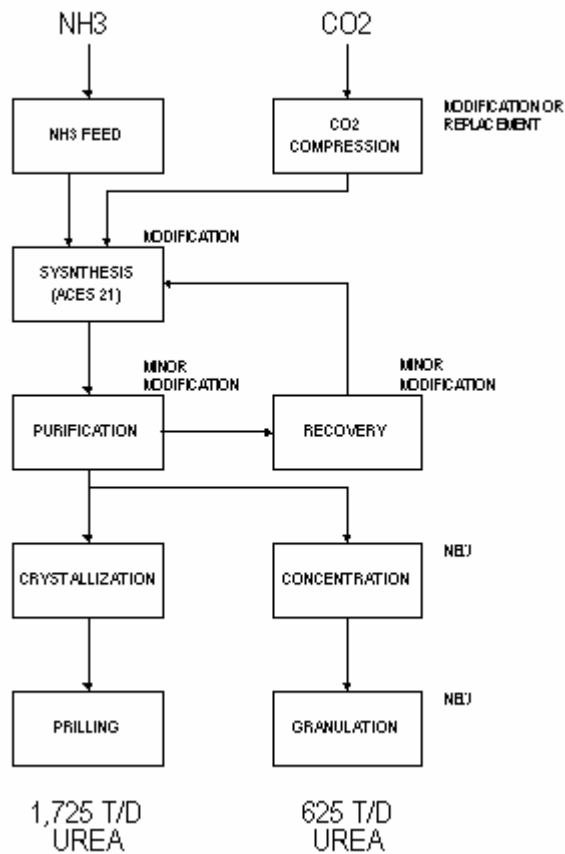 NH3
CO2
NH3 FEED
CO2
COMPRESSION
MODIFICATION OR
REPLACEMENT
MODIFICATION
SYSNTHESIS
(ACES 21)
MINOR
MODIFICATION
MINOR
MODIFICATION
PURIFICATION
RECOVERY
CRYSTALLIZATION
CONCENTRATION
NEW
PRILLING
GRANULATION
NEW
1,725 T/D
UREA
625 T/D
UREA